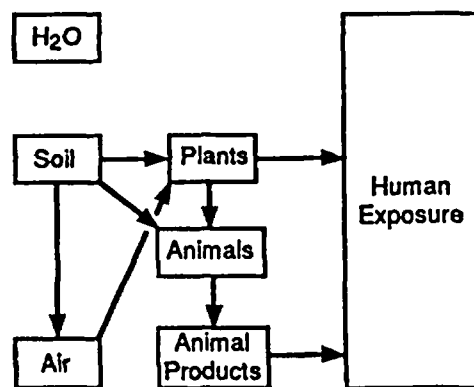 H₂O
Soil
Plants
Human
Exposure
Animals
Air
Animal
Products